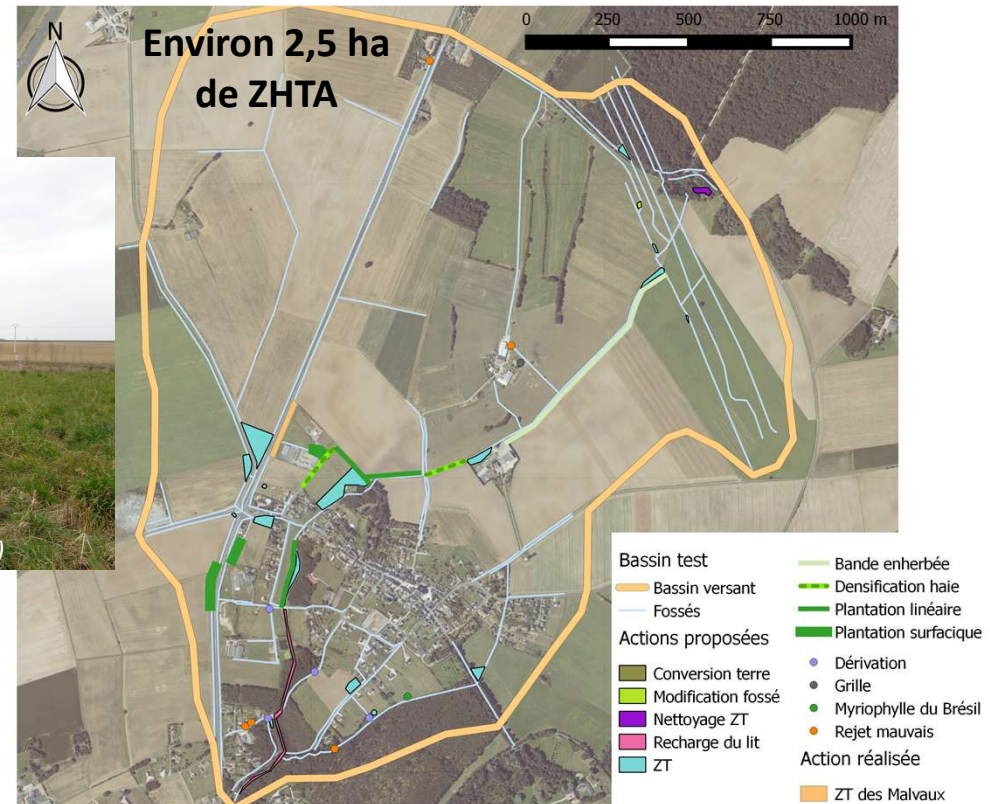 Environ 2,5 ha
de ZHTA
N
0 250 500 750 1000 m
)
Bassin test
Bassin versant
Fossés
Actions proposées
Conversion terre
Modification fossé
Nettoyage ZT
Recharge du lit
ZT
Bande enherbée
Densification haie
Plantation linéaire
Plantation surfacique
Dérivation
Grille
Myriophylle du Brésil
Rejet mauvais
Action réalisée
ZT des Malvaux